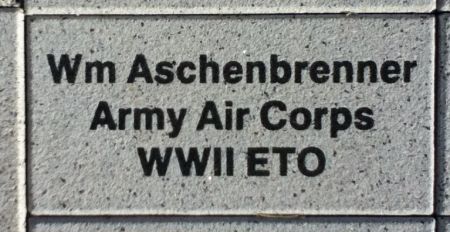 Wm Aschenbrenner
Army Air Corps
WWII ETO